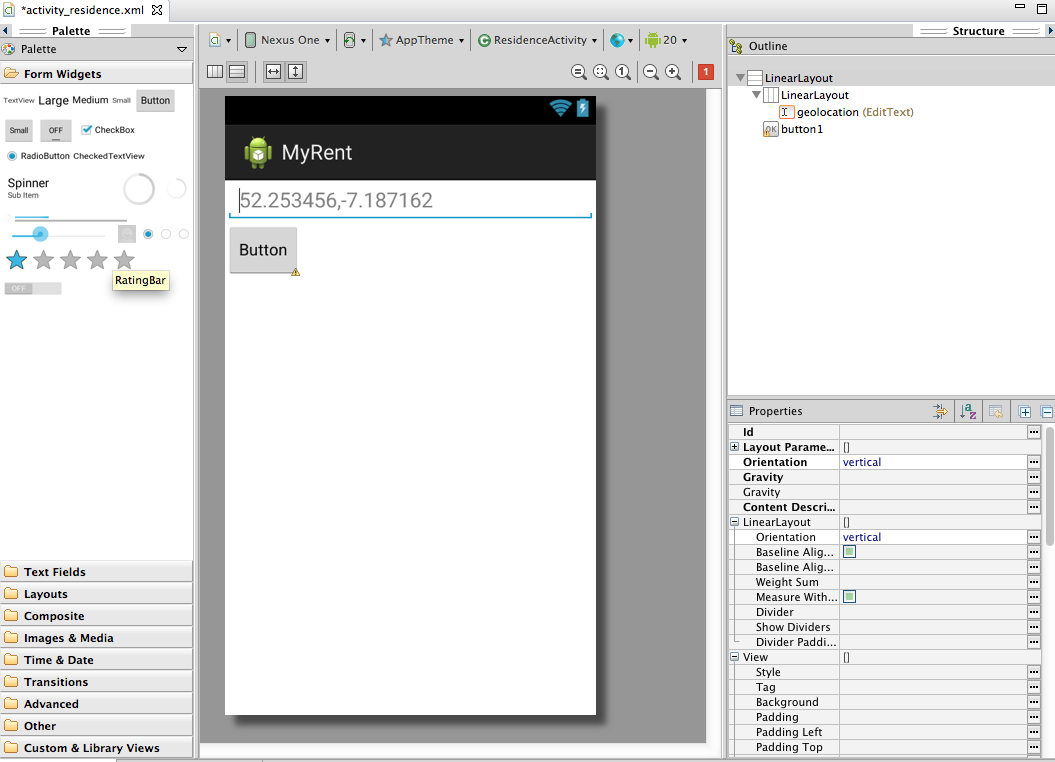 *activity_residence.xml
Palette
Palette
Form Widgets
TextView Large Medium Small Button
Small OFF CheckBox
RadioButton CheckedTextView
Spinner
Sub Item
RatingBar
OFF
Text Fields
Layouts
Composite
Images & Media
Time & Date
Transitions
Advanced
Other
Custom & Library Views
Nexus One AppTheme ResidenceActivity 20
1 1
MyRent
52.253456,-7.187162
Button
Structure
Outline
LinearLayout
LinearLayout
geolocation (EditText)
OK button1
Properties
Id
Layout Parame... []
Orientation vertical
Gravity
Gravity
Content Descri...
LinearLayout []
Orientation vertical
Baseline Alig...
Baseline Alig...
Weight Sum
Measure With...
Divider
Show Dividers
Divider Paddi...
View []
Style
Tag
Background
Padding
Padding Left
Padding Top